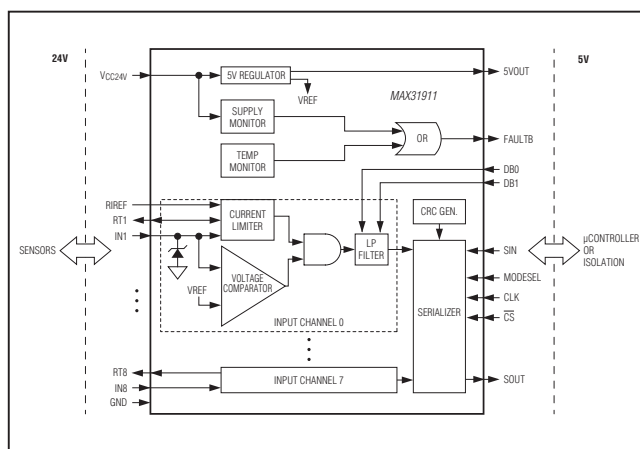 24V
5V
VCC24V
5V REGULATOR
5VOUT
VREF
MAX31911
SUPPLY
MONITOR
OR
FAULTB
TEMP
MONITOR
DB0
DB1
RIREF
RT1
IN1
CURRENT
LIMITER
CRC GEN.
LP
FILTER
SENSORS
VOLTAGE
COMPARATOR
VREF
INPUT CHANNEL 0
SERIALIZER
SIN
MODESEL
CLK
CS
µCONTROLLER
OR
ISOLATION
RT8
IN8
GND
INPUT CHANNEL 7
SOUT